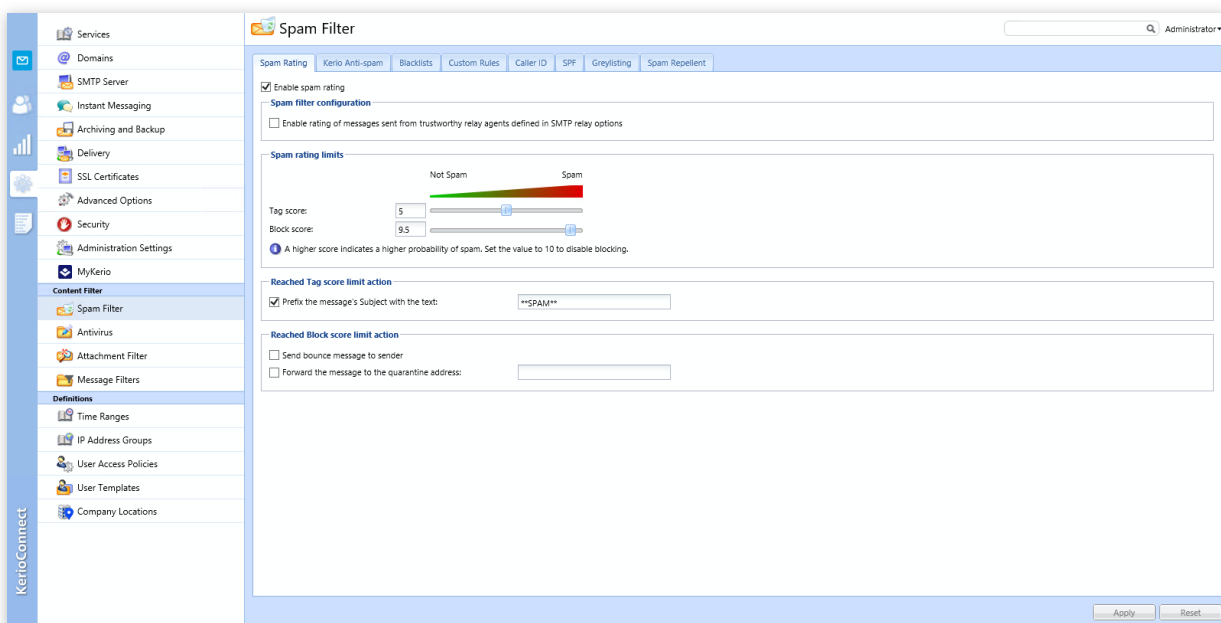 Services
Domains
SMTP Server
Instant Messaging
Archiving and Backup
Delivery
SSL Certificates
Advanced Options
Security
Administration Settings
MyKerio
Content Filter
Spam Filter
Antivirus
Attachment Filter
Message Filters
Definitions
Time Ranges
IP Address Groups
User Access Policies
User Templates
Company Locations
KerioConnect
Spam Filter
Administrator
Spam Rating Kerio Anti-spam Blacklists Custom Rules Caller ID SPF Greylisting Spam Repellent
Enable spam rating
Spam filter configuration
Enable rating of messages sent from trustworthy relay agents defined in SMTP relay options
Spam rating limits
Not Spam Spam
Tag score: 5
Block score: 9.5
A higher score indicates a higher probability of spam. Set the value to 10 to disable blocking.
Reached Tag score limit action
Prefix the message's Subject with the text: **SPAM**
Reached Block score limit action
Send bounce message to sender
Forward the message to the quarantine address:
Apply Reset